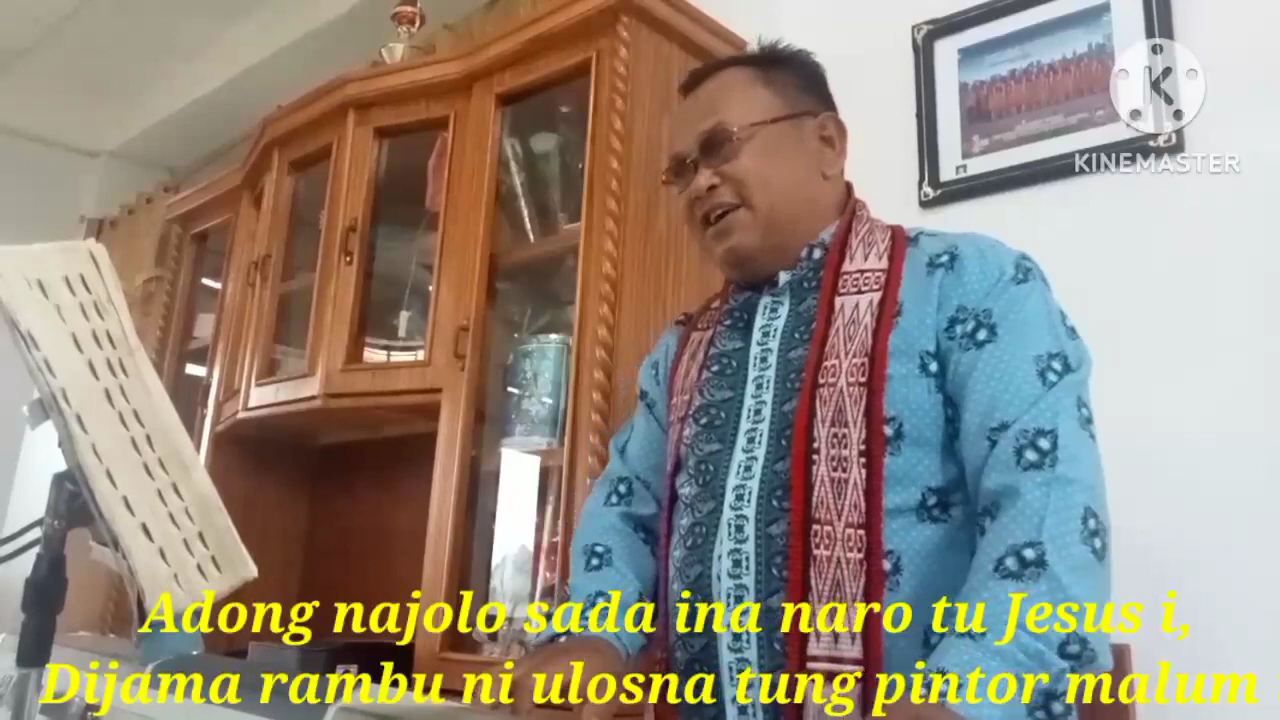 KINEMASTER
Adong najolo sada ina naro tu Jesus i,
Dijama rambu ni ulosna tung pintor malum